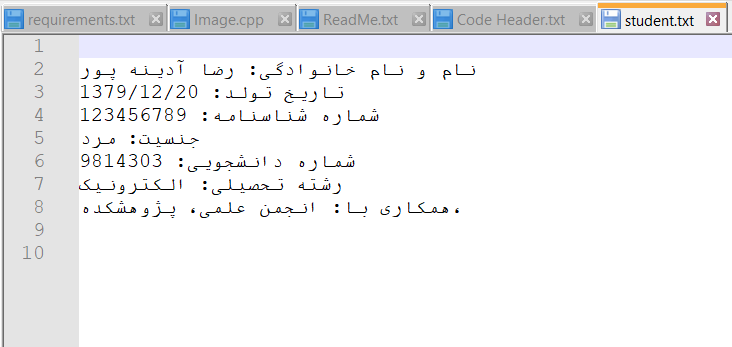 requirements.txt
Image.cpp
ReadMe.txt
Code Header.txt
student.txt
1
2 نام و نام خانوادگی: رضا آدینه پور
3 تاریخ تولد: 1379/12/20
4 شماره شناسنامه: 123456789
5 جنسیت: مرد
6 شماره دانشجویی: 9814303
7 رشته تحصیلی: الکترونیک
8 همکاری با: انجمن علمی، پژوهشکده،
9
10